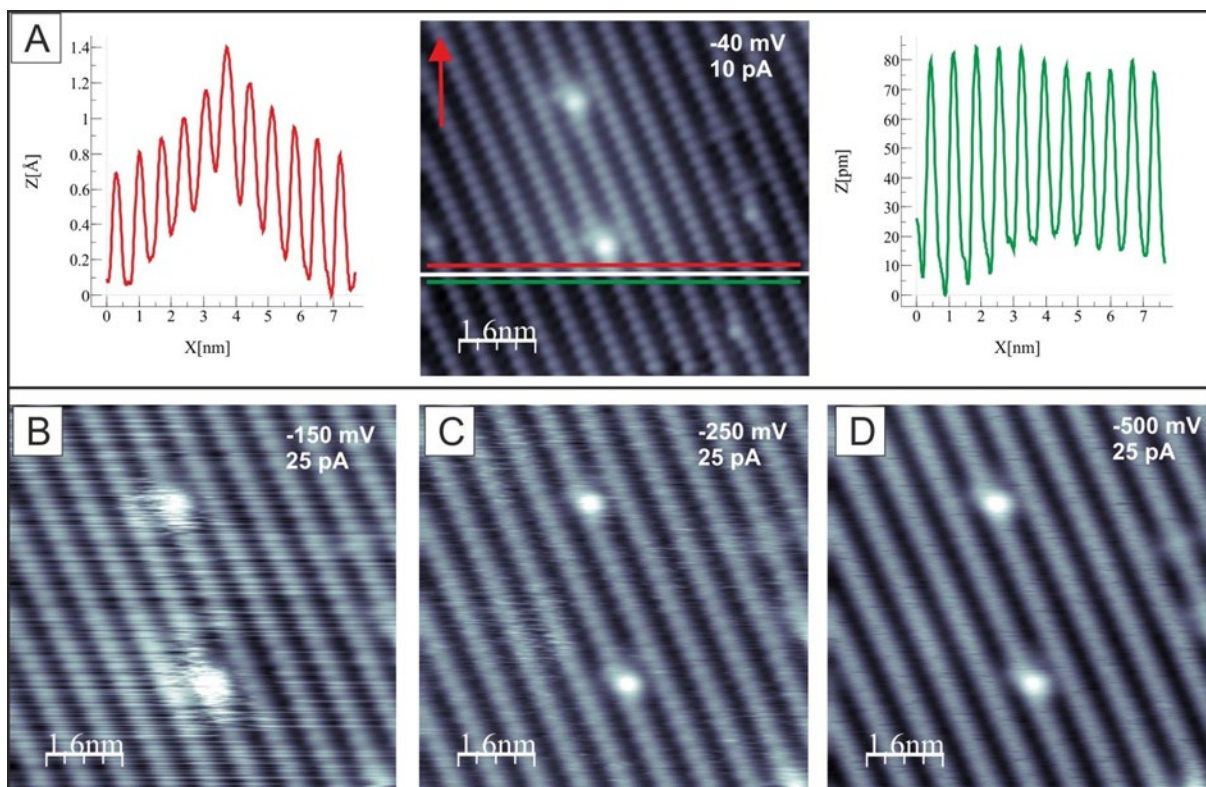 A
Z[Å]
1.4
1.2
1
0.8
0.6
0.4
0.2
0
0 1 2 3 4 5 6 7
X[nm]
-40 mV
10 pA
1.6nm
Z[pm]
80
70
60
50
40
30
20
10
0
0 1 2 3 4 5 6 7
X[nm]
B
-150 mV
25 pA
1.6nm
C
-250 mV
25 pA
1.6nm
D
-500 mV
25 pA
1.6nm